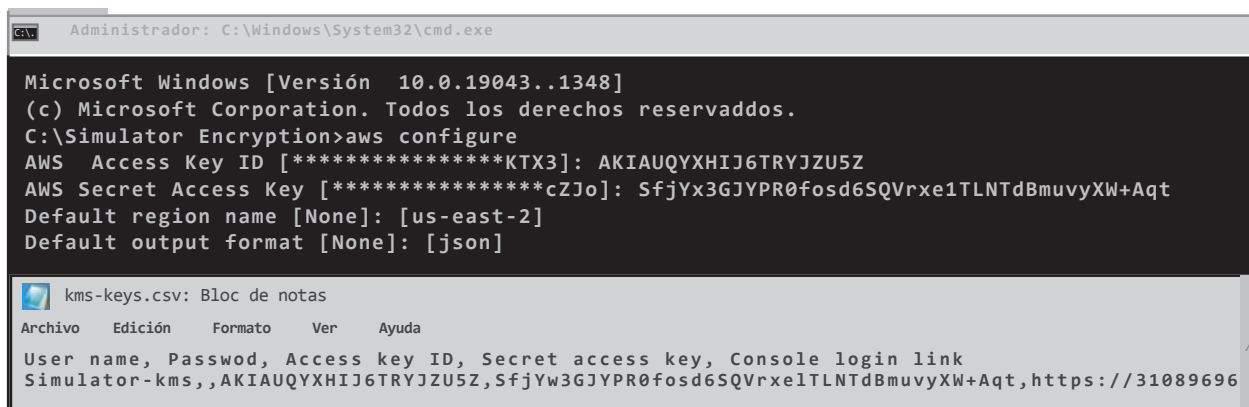 C:\. Administrador: C:\Windows\System32\cmd.exe
Microsoft Windows [Versión 10.0.19043..1348]
(c) Microsoft Corporation. Todos los derechos reservaddos.
C:\Simulator Encryption>aws configure
AWS Access Key ID [****************KTX3]: AKIAUQYXHIJ6TRYJZU5Z
AWS Secret Access Key [****************cZJo]: 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
Default region name [None]: [us-east-2]
Default output format [None]: [json]
kms-keys.csv: Bloc de notas
Archivo Edición Formato Ver Ayuda
User name, Passwod, Access key ID, Secret access key, Console login link
Simulator-kms,,AKIAUQYXHIJ6TRYJZU5Z,SfjYw3GJYPR0fosd6SQVrxelTLNTdBmuvyXW+Aqt,https://31089696